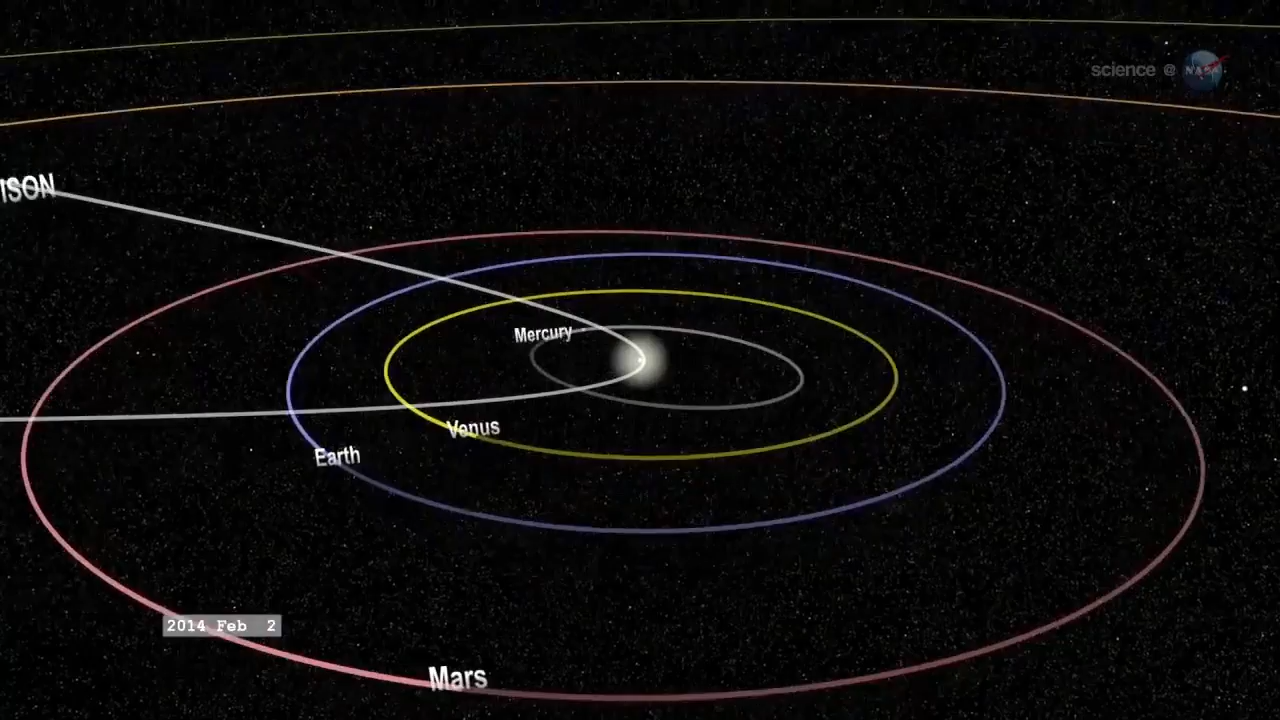 science @ NASA
ISON
Mercury
Venus
Earth
2014 Feb  2
Mars